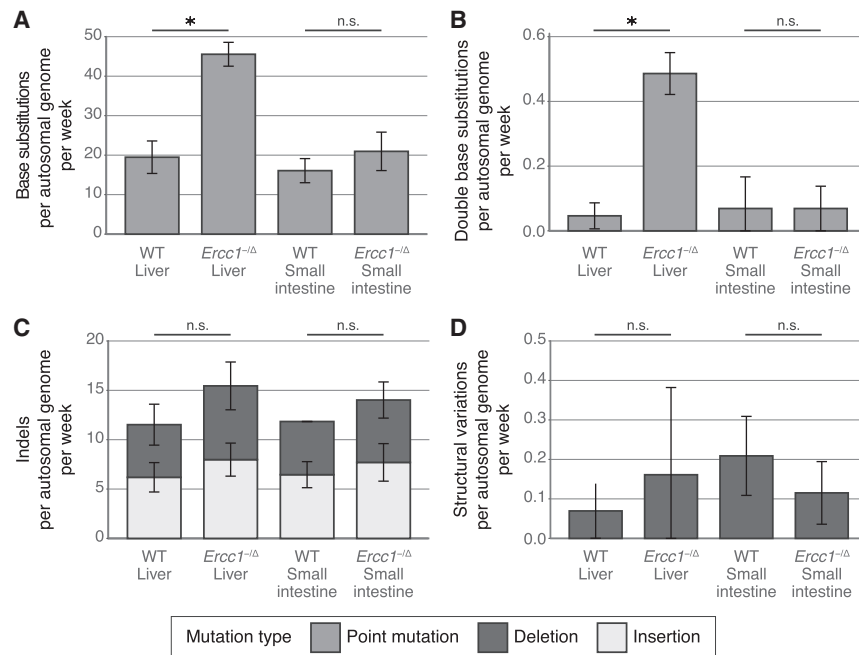 A
Base substitutions
per autosomal genome
per week
50
40
30
20
10
0
*
n.s.
WT
Liver
Ercc1⁻/Δ
Liver
WT
Small
intestine
Ercc1⁻/Δ
Small
intestine
B
Double base substitutions
per autosomal genome
per week
0.6
0.4
0.2
0.0
*
n.s.
WT
Liver
Ercc1⁻/Δ
Liver
WT
Small
intestine
Ercc1⁻/Δ
Small
intestine
C
Indels
per autosomal genome
per week
20
15
10
5
0
n.s.
n.s.
WT
Liver
Ercc1⁻/Δ
Liver
WT
Small
intestine
Ercc1⁻/Δ
Small
intestine
D
Structural variations
per autosomal genome
per week
0.5
0.4
0.3
0.2
0.1
0.0
n.s.
n.s.
WT
Liver
Ercc1⁻/Δ
Liver
WT
Small
intestine
Ercc1⁻/Δ
Small
intestine
Mutation type Point mutation Deletion Insertion